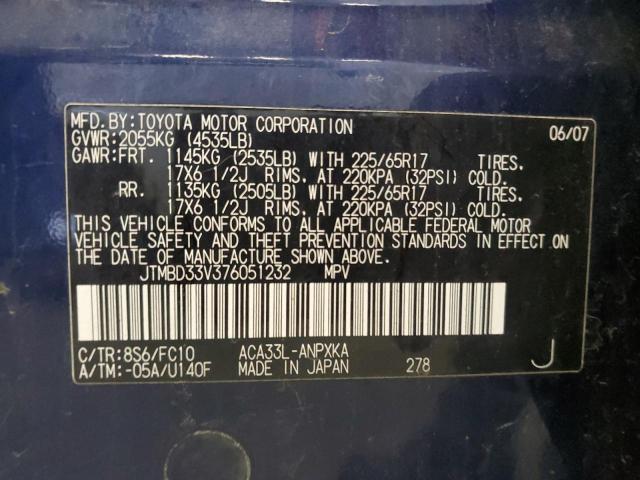 MFD.BY:TOYOTA MOTOR CORPORATION 06/07
GVWR:2055KG (4535LB)
GAWR:FRT. 1145KG (2535LB) WITH 225/65R17 TIRES.
17X6 1/2J RIMS. AT 220KPA (32PSI) COLD.
RR. 1135KG (2505LB) WITH 225/65R17 TIRES.
17X6 1/2J RIMS. AT 220KPA (32PSI) COLD.
THIS VEHICLE CONFORMS TO ALL APPLICABLE FEDERAL MOTOR
VEHICLE SAFETY AND THEFT PREVENTION STANDARDS IN EFFECT ON
THE DATE OF MANUFACTURE SHOWN ABOVE.
JTMBD33V376051232 MPV
C/TR:8S6/FC10 ACA33L-ANPXKA
A/TM:-05A/U140F MADE IN JAPAN 278 J